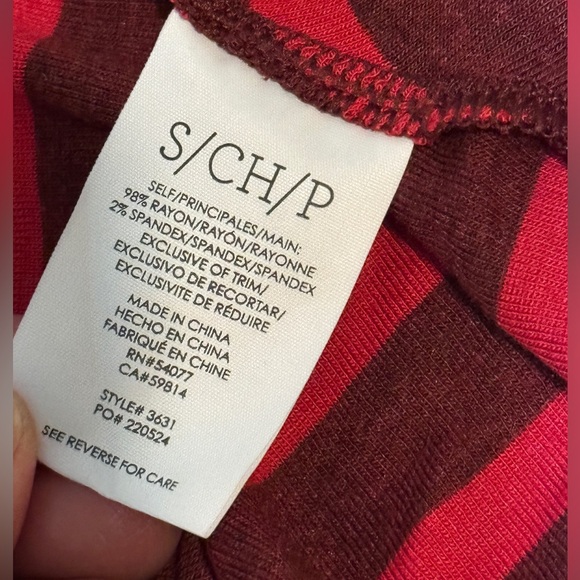 S/CH/P
SELF/PRINCIPALES/MAIN:
98% RAYON/RAYÓN/RAYONNE
2% SPANDEX/SPANDEX/SPANDEX
EXCLUSIVE OF TRIM/
EXCLUSIVO DE RECORTAR/
EXCLUSIVITE DE RÉDUIRE
MADE IN CHINA
HECHO EN CHINA
FABRIQUÉ EN CHINE
RN#54077
CA#59814
STYLE# 3631
PO# 220524
SEE REVERSE FOR CARE